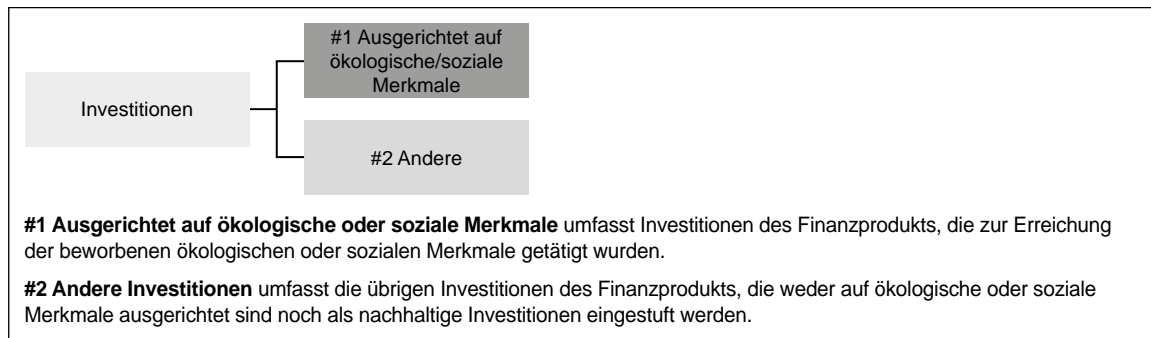 #1 Ausgerichtet auf
ökologische/soziale
Merkmale
Investitionen
#2 Andere
#1 Ausgerichtet auf ökologische oder soziale Merkmale umfasst Investitionen des Finanzprodukts, die zur Erreichung
der beworbenen ökologischen oder sozialen Merkmale getätigt wurden.
#2 Andere Investitionen umfasst die übrigen Investitionen des Finanzprodukts, die weder auf ökologische oder soziale
Merkmale ausgerichtet sind noch als nachhaltige Investitionen eingestuft werden.